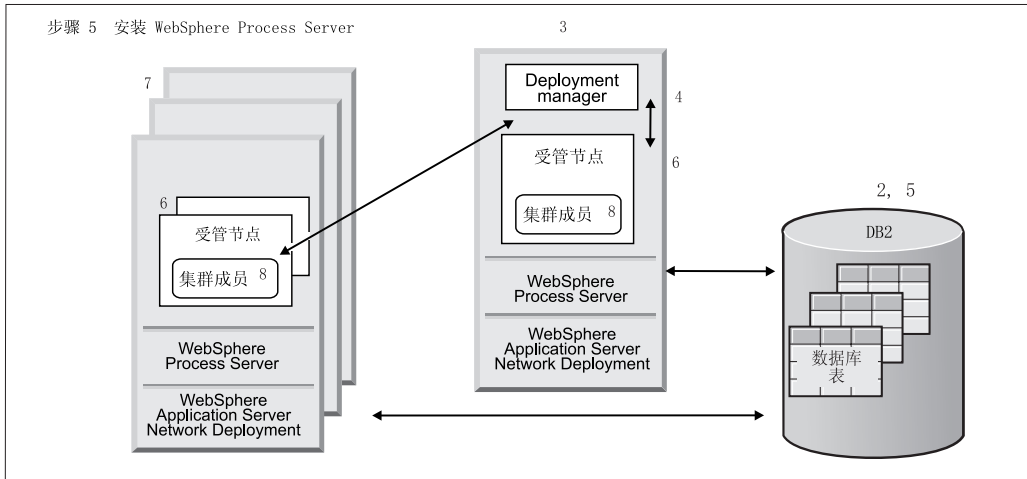 步骤 5 安装 WebSphere Process Server
3
7
Deployment
manager
4
受管节点
6
集群成员 8
2, 5
6
受管节点
DB2
集群成员 8
WebSphere
Process Server
WebSphere
Application Server
Network Deployment
数据库
表
WebSphere
Process Server
WebSphere
Application Server
Network Deployment